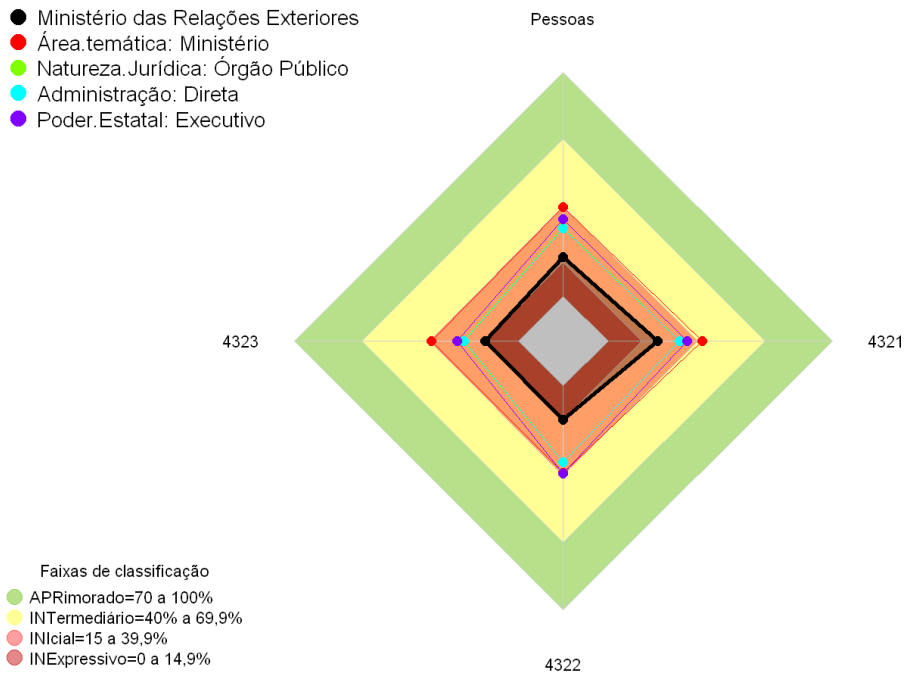 Ministério das Relações Exteriores
Área.temática: Ministério
Natureza.Jurídica: Órgão Público
Administração: Direta
Poder.Estatal: Executivo
Pessoas
4323
4321
4322
Faixas de classificação
APRimorado=70 a 100%
INTermediário=40% a 69,9%
INIcial=15 a 39,9%
INExpressivo=0 a 14,9%